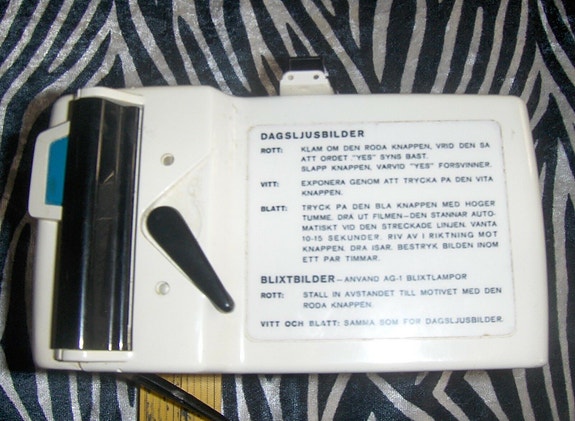 DAGSLJUSBILDER
ROTT: KLAM OM DEN RODA KNAPPEN, VRID DEN SA
ATT ORDET "YES" SYNS BAST.
SLAPP KNAPPEN, VARVID "YES" FORSVINNER.
VITT: EXPONERA GENOM ATT TRYCKA PA DEN VITA
KNAPPEN.
BLATT: TRYCK PA DEN BLA KNAPPEN MED HOGER
TUMME. DRA UT FILMEN—DEN STANNAR AUTO-
MATISKT VID DEN STRECKADE LINJEN. VANTA
10-15 SEKUNDER. RIV AV I RIKTNING MOT
KNAPPEN. DRA ISAR. BESTRYK BILDEN INOM
ETT PAR TIMMAR.
BLIXTBILDER—ANVAND AG-1 BLIXTLAMPOR
ROTT: STALL IN AVSTANDET TILL MOTIVET MED DEN
RODA KNAPPEN.
VITT OCH BLATT: SAMMA SOM FOR DAGSLJUSBILDER.